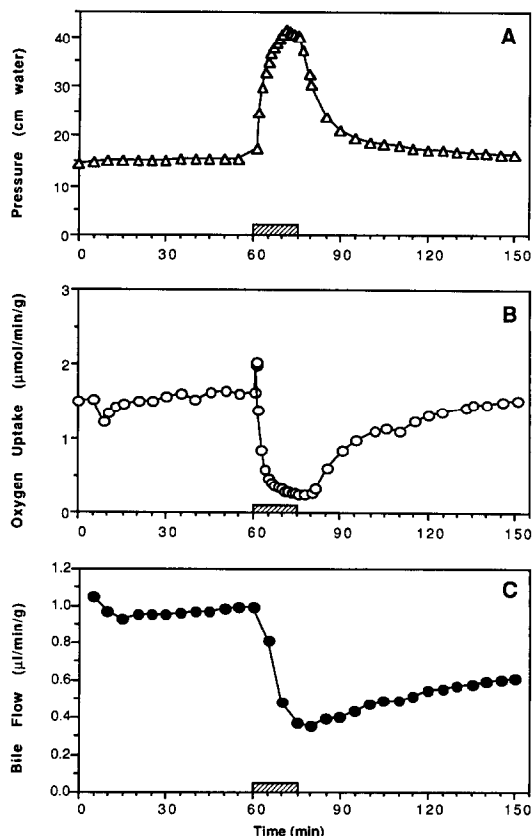 A
Pressure (cm water)
40
30
20
10
0
0 30 60 90 120 150
B
Oxygen Uptake (μmol/min/g)
3
2
1
0
0 30 60 90 120 150
C
Bile Flow (μl/min/g)
1.2
1.0
0.8
0.6
0.4
0.2
0.0
0 30 60 90 120 150
Time (min)